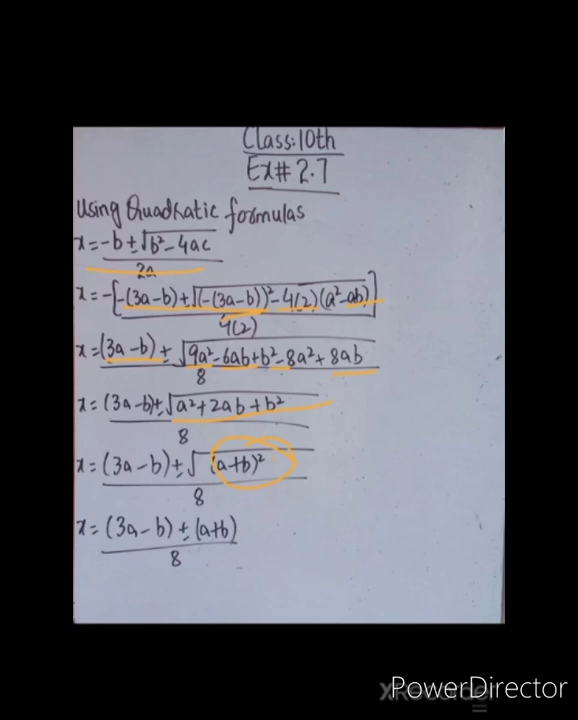 Class:10th
Ex# 2.7
Using Quadratic formulas
x = -b ± √b² - 4ac
2a
x = -[-(3a-b) ± √(-(3a-b))² - 4(2)(a²-ab)]
4(2)
x = (3a-b) ± √9a² - 6ab + b² - 8a² + 8ab
8
x = (3a-b) ± √a² + 2ab + b²
8
x = (3a-b) ± √(a+b)²
8
x = (3a-b) ± (a+b)
8
XRecorder
PowerDirector